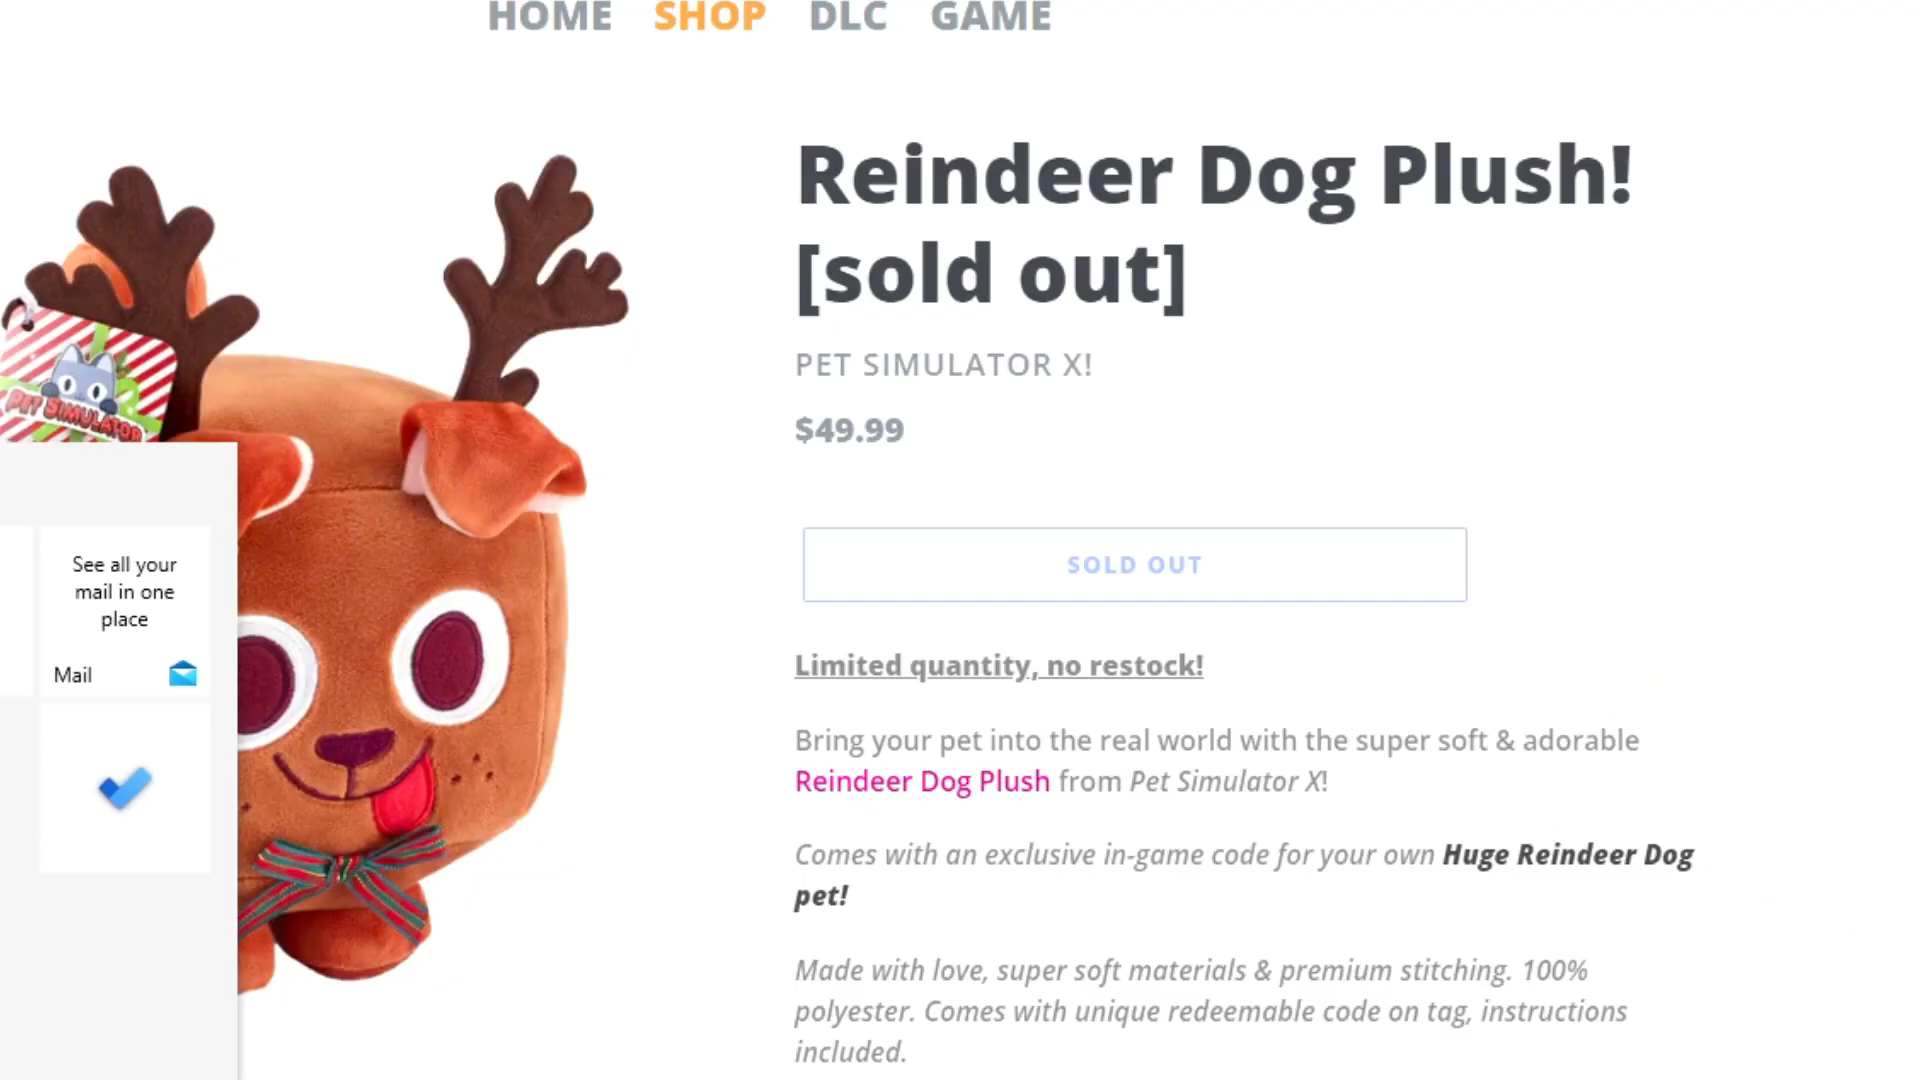 HOME SHOP DLC GAME
Reindeer Dog Plush!
[sold out]
PET SIMULATOR X!
$49.99
SOLD OUT
Limited quantity, no restock!
Bring your pet into the real world with the super soft & adorable
Reindeer Dog Plush from Pet Simulator X!
Comes with an exclusive in-game code for your own Huge Reindeer Dog
pet!
Made with love, super soft materials & premium stitching. 100%
polyester. Comes with unique redeemable code on tag, instructions
included.
PET SIMULATOR
See all your
mail in one
place
Mail